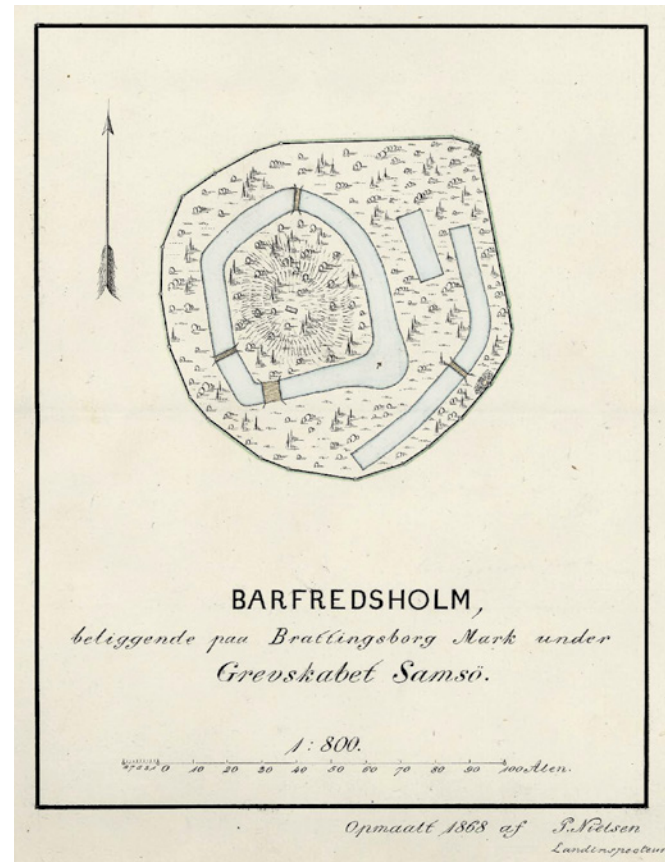 BARFREDSHOLM,
beliggende paa Brattingsborg Mark under
Grevskabet Samsö.
1:800.
0 10 20 30 40 50 60 70 80 90 100 Alen.
Opmaalt 1868 af P. Nielsen
Landinspecteur